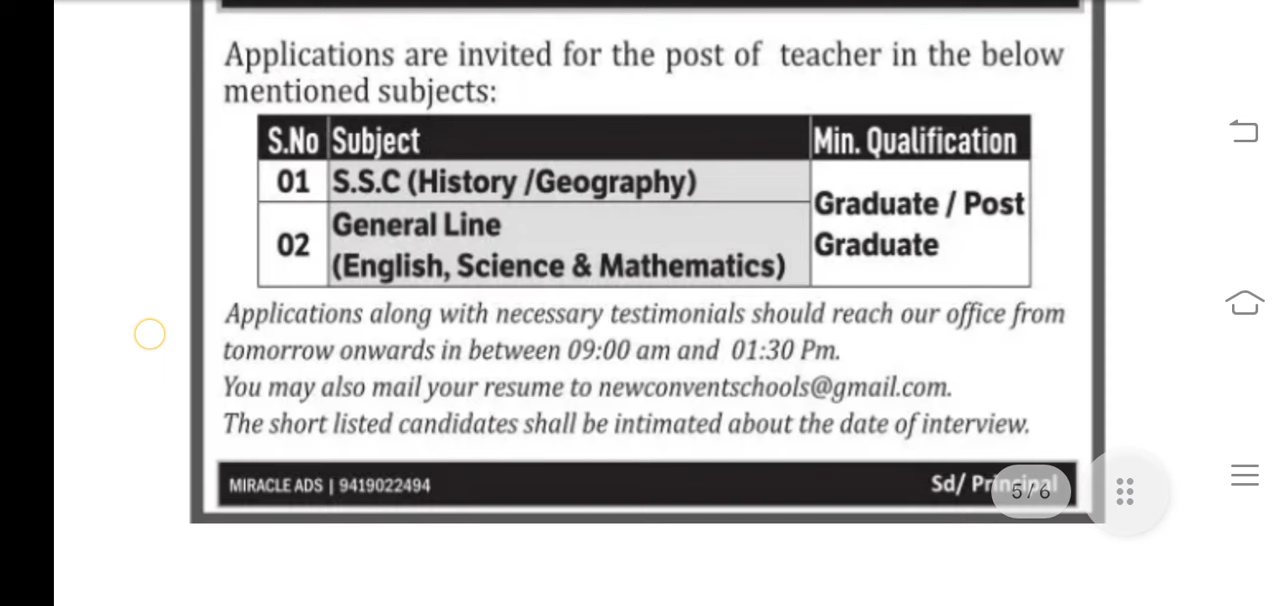 Applications are invited for the post of teacher in the below
mentioned subjects:
S.No Subject Min. Qualification
01 S.S.C (History /Geography)
Graduate / Post
Graduate
02 General Line
(English, Science & Mathematics)
Applications along with necessary testimonials should reach our office from
tomorrow onwards in between 09:00 am and 01:30 Pm.
You may also mail your resume to newconventschools@gmail.com.
The short listed candidates shall be intimated about the date of interview.
MIRACLE ADS | 9419022494
Sd/ Principal
5/6